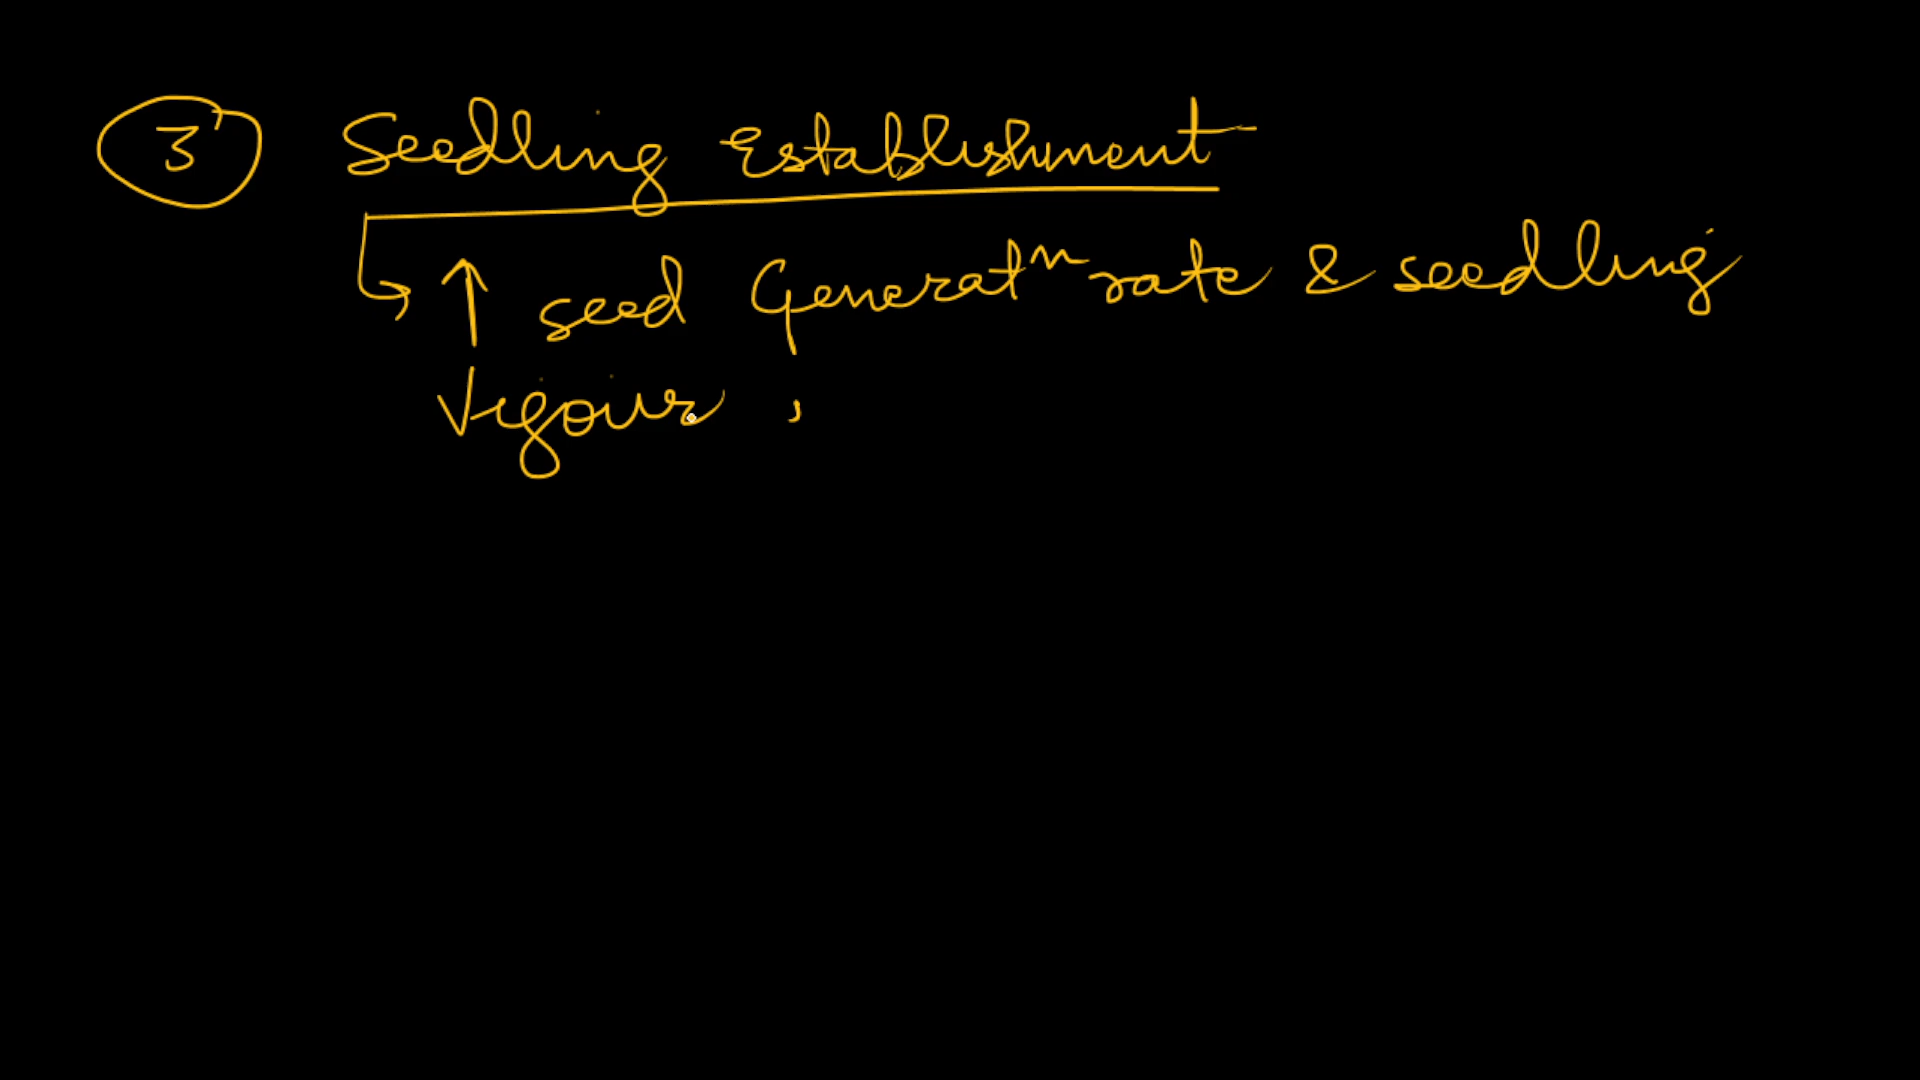 3 Seedling Establishment
↑ seed Generatⁿ rate & seedling
Vigour ,